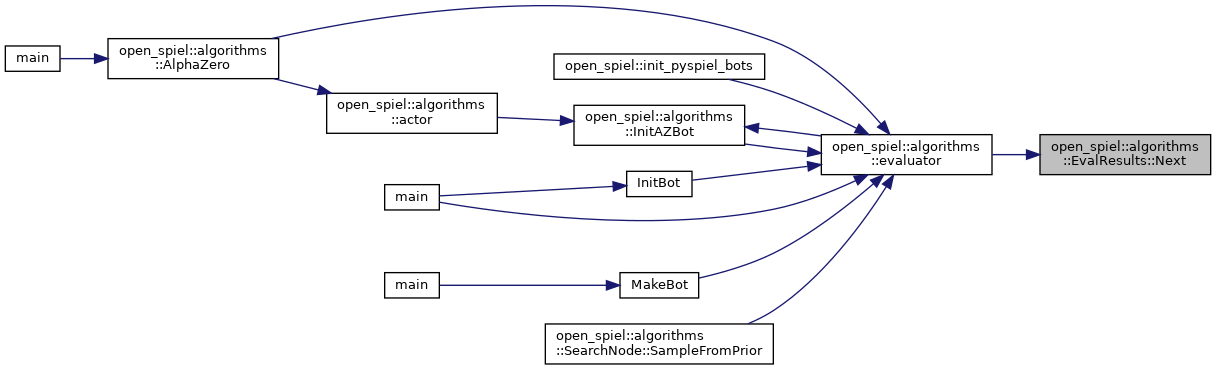 main
open_spiel::algorithms
::AlphaZero
open_spiel::algorithms
::actor
open_spiel::init_pyspiel_bots
open_spiel::algorithms
::InitAZBot
main
InitBot
main
MakeBot
open_spiel::algorithms
::SearchNode::SampleFromPrior
open_spiel::algorithms
::evaluator
open_spiel::algorithms
::EvalResults::Next